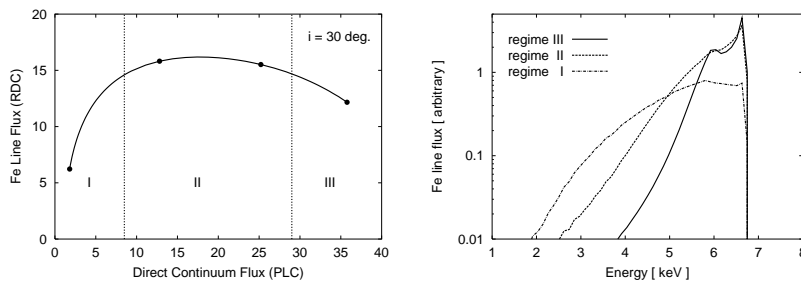 20
15
10
5
0
Fe Line Flux (RDC)
i = 30 deg.
I
II
III
0 5 10 15 20 25 30 35 40
Direct Continuum Flux (PLC)
1
0.1
0.01
Fe line flux [ arbitrary ]
regime III
regime II
regime I
1 2 3 4 5 6 7 8
Energy [ keV ]